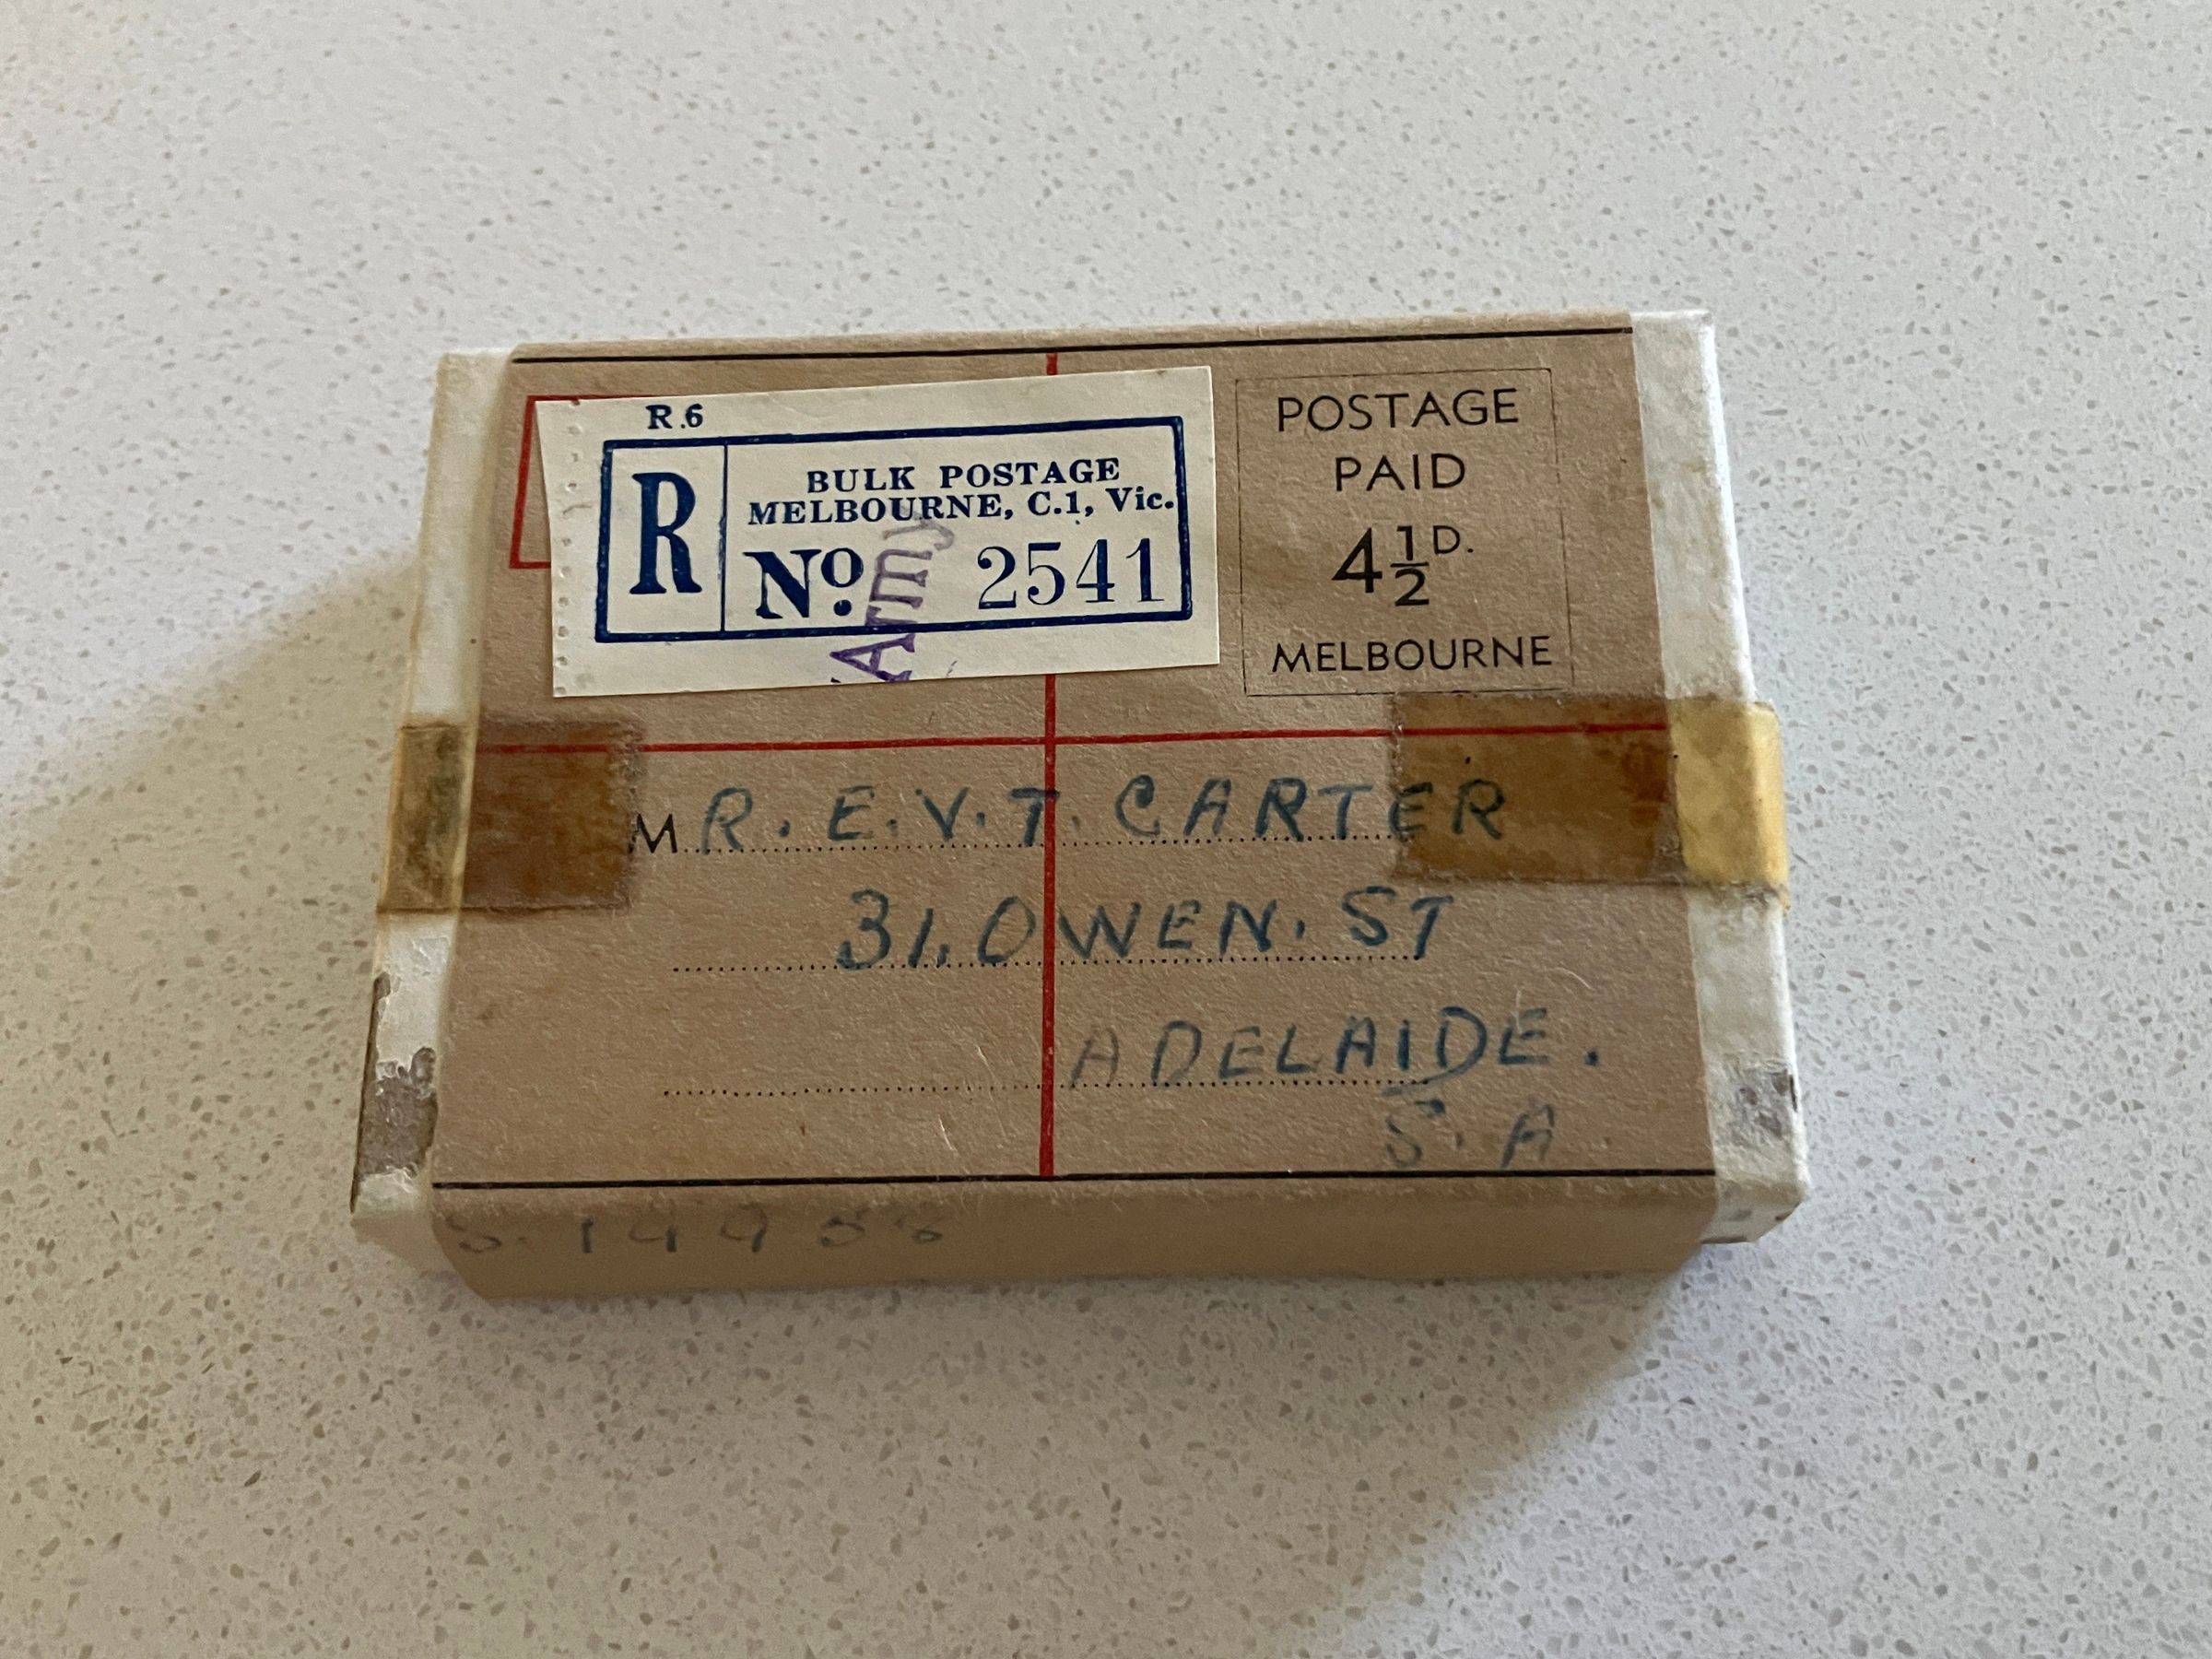 R.6
R
BULK POSTAGE
MELBOURNE, C.1, Vic.
No. 2541
Army
POSTAGE
PAID
4½D.
MELBOURNE
MR. E.V.T. CARTER
31, OWEN. ST
ADELAIDE.
S. A